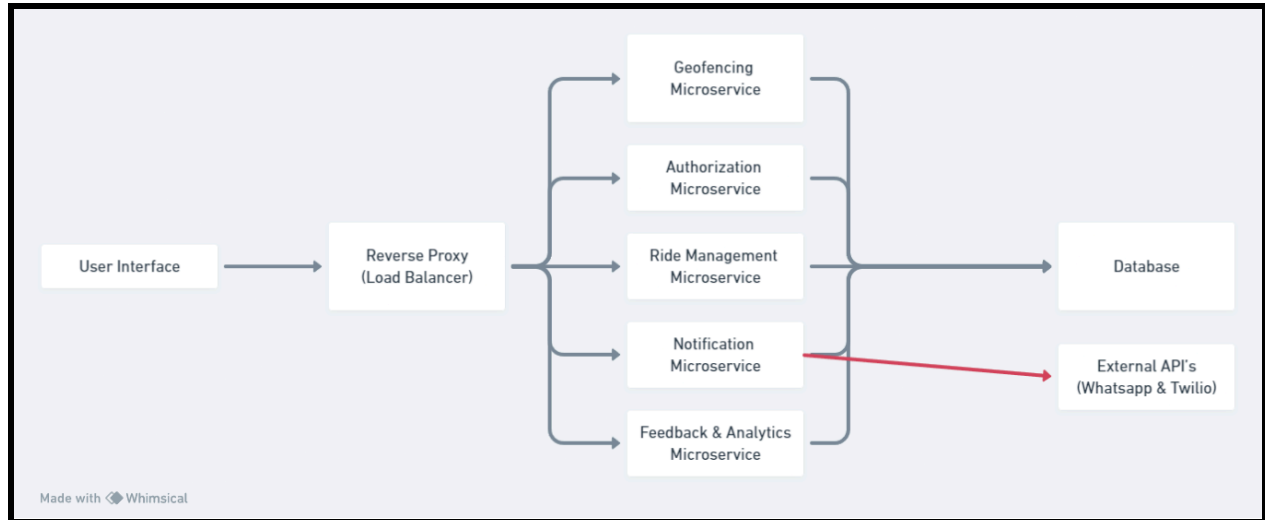 Geofencing
Microservice
Authorization
Microservice
User Interface
Reverse Proxy
(Load Balancer)
Ride Management
Microservice
Database
Notification
Microservice
External API's
(Whatsapp & Twilio)
Feedback & Analytics
Microservice
Made with Whimsical